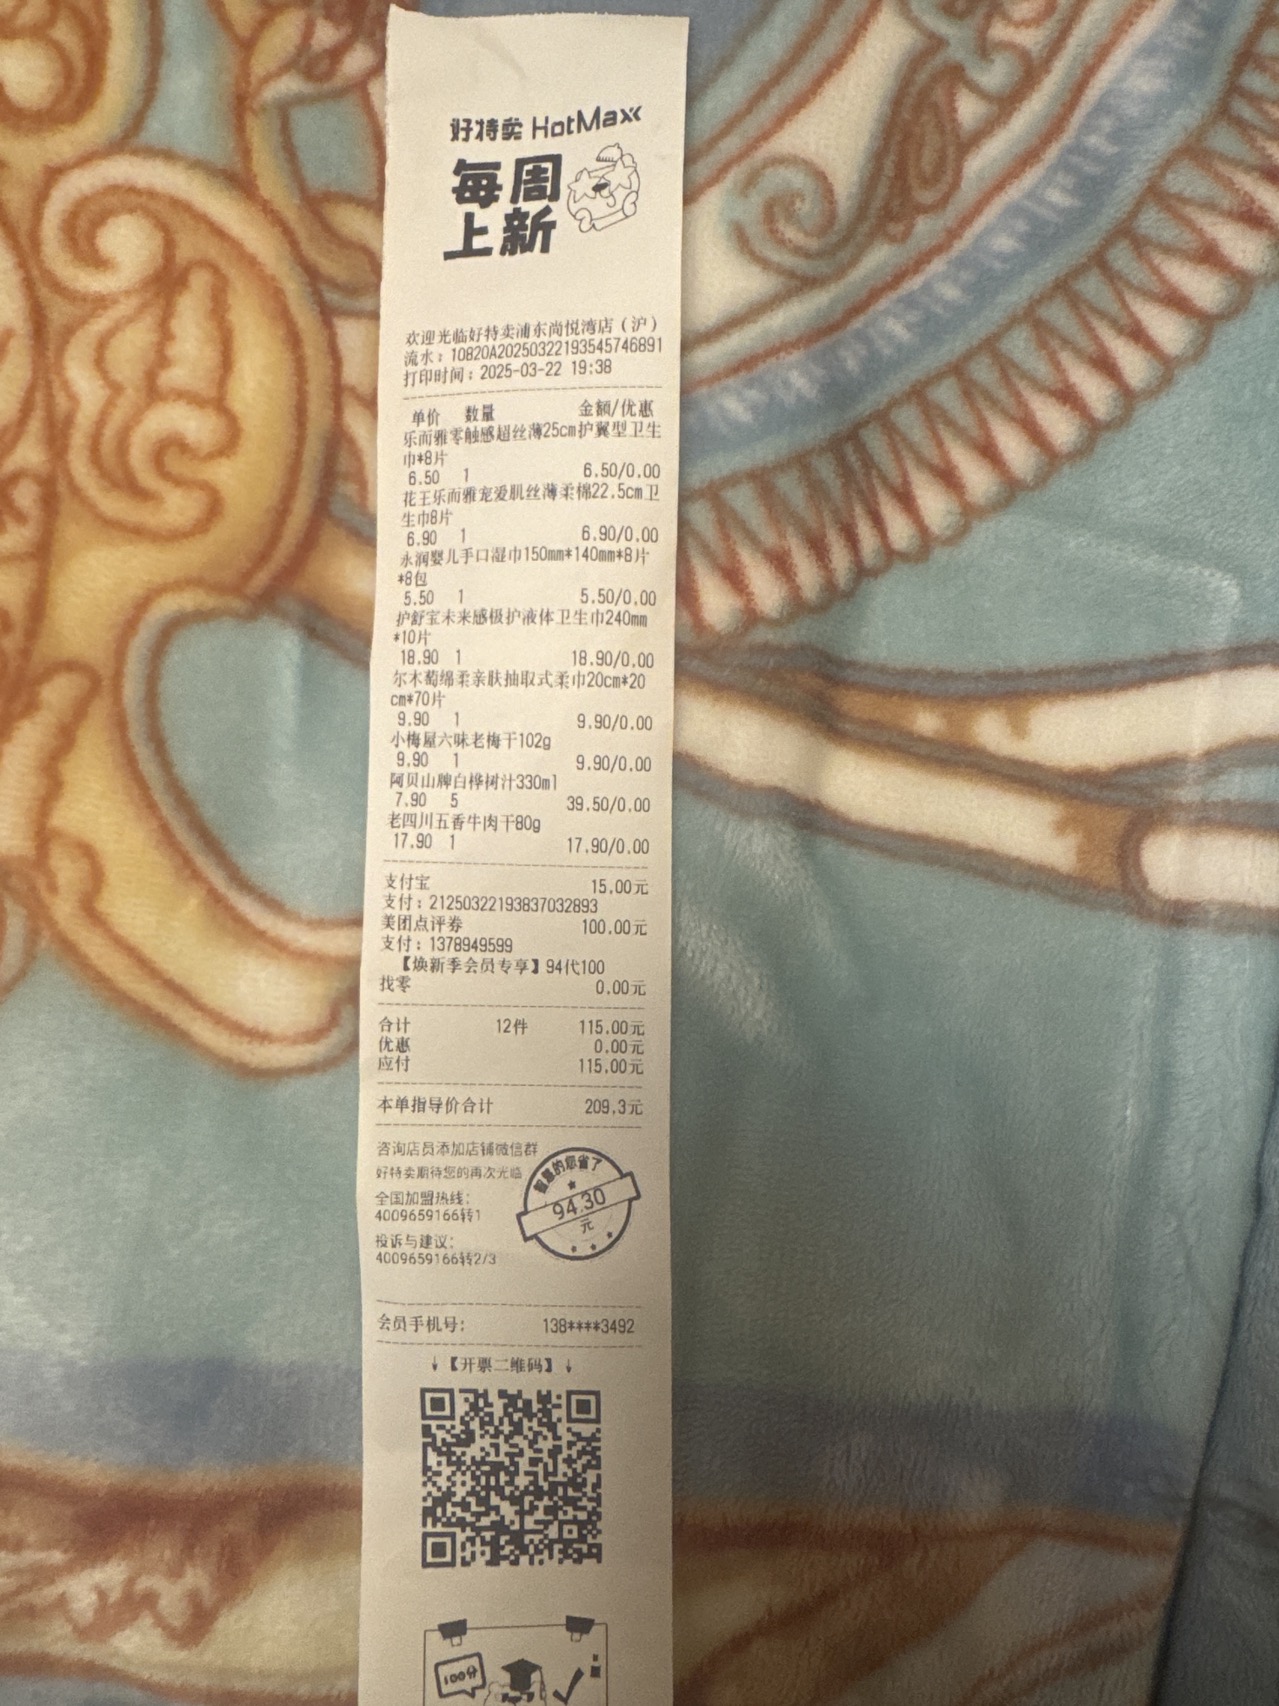 好特卖 HotMaxx
每周
上新
欢迎光临好特卖浦东尚悦湾店（沪）
流水：10820A20250322193545746891
打印时间：2025-03-22 19:38
单价 数量 金额/优惠
乐而雅零触感超丝薄25cm护翼型卫生
巾*8片
6.50 1 6.50/0.00
花王乐而雅宠爱肌丝薄柔棉22.5cm卫
生巾8片
6.90 1 6.90/0.00
永润婴儿手口湿巾150mm*140mm*8片
*8包
5.50 1 5.50/0.00
护舒宝未来感极护液体卫生巾240mm
*10片
18.90 1 18.90/0.00
尔木萄绵柔亲肤抽取式柔巾20cm*20
cm*70片
9.90 1 9.90/0.00
小梅屋六味老梅干102g
9.90 1 9.90/0.00
阿贝山牌白桦树汁330ml
7.90 5 39.50/0.00
老四川五香牛肉干80g
17.90 1 17.90/0.00
支付宝 15.00元
支付：21250322193837032893
美团点评券 100.00元
支付：1378949599
【焕新季会员专享】94代100
找零 0.00元
合计 12件 115.00元
优惠 0.00元
应付 115.00元
本单指导价合计 209.3元
咨询店员添加店铺微信群
好特卖期待您的再次光临
全国加盟热线：
4009659166转1
投诉与建议：
4009659166转2/3
智慧的您省了
94.30
元
会员手机号： 138****3492
↓【开票二维码】↓
100分